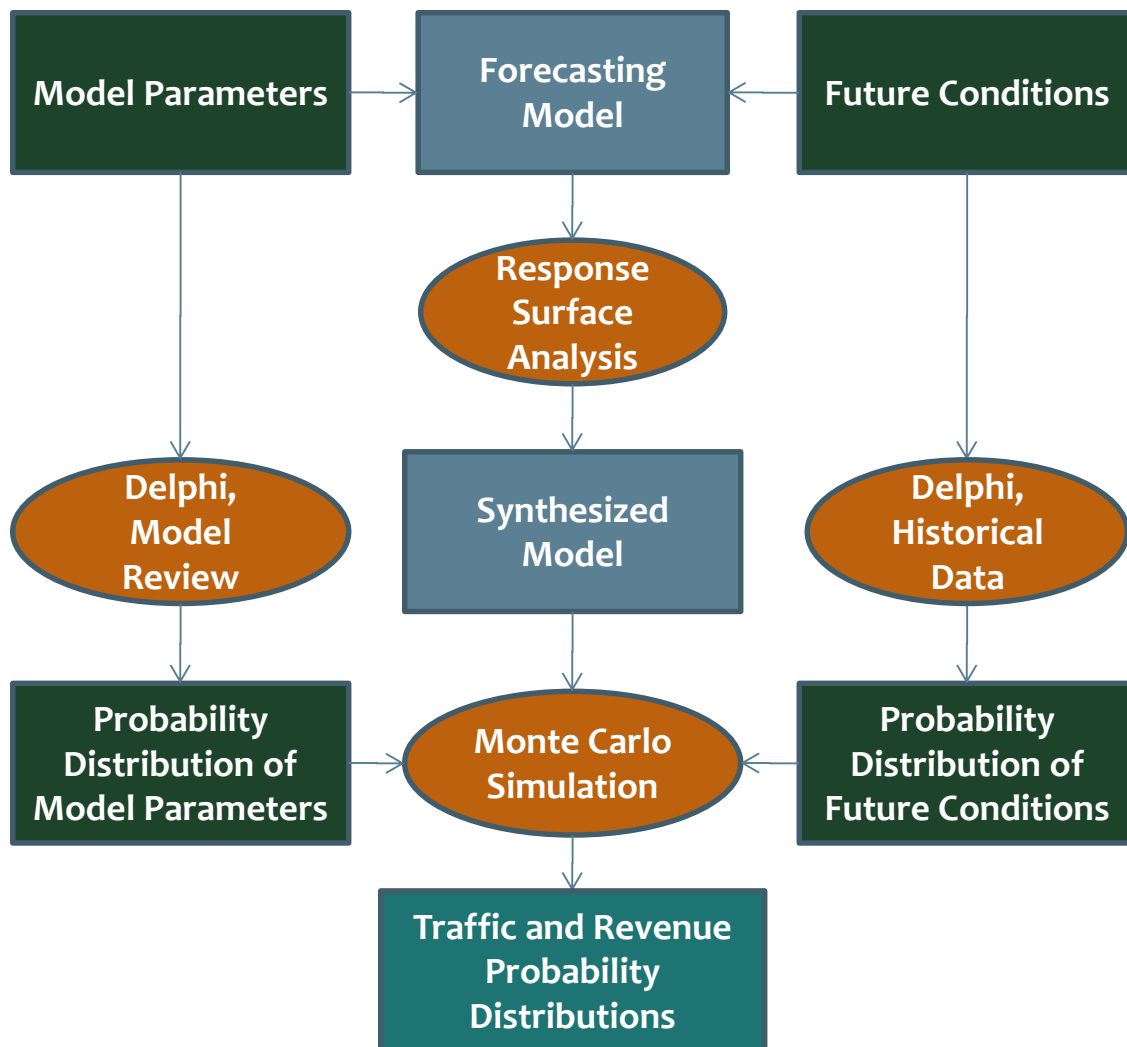 Model Parameters
Forecasting
Model
Future Conditions
Response
Surface
Analysis
Delphi,
Model
Review
Synthesized
Model
Delphi,
Historical
Data
Probability
Distribution of
Model Parameters
Monte Carlo
Simulation
Probability
Distribution of
Future Conditions
Traffic and Revenue
Probability
Distributions